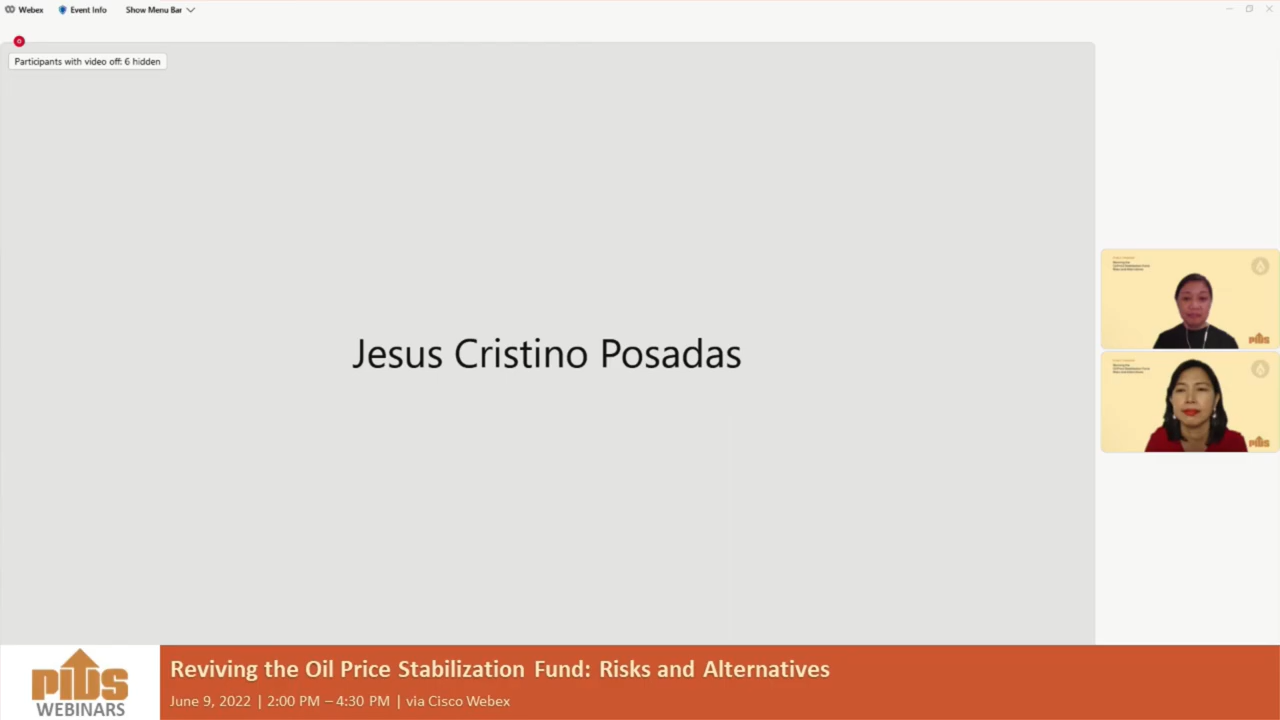 Webex
Event Info
Show Menu Bar
Participants with video off: 6 hidden
Jesus Cristino Posadas
PIDS
PIDS
PIDS
WEBINARS
Reviving the Oil Price Stabilization Fund: Risks and Alternatives
June 9, 2022 | 2:00 PM – 4:30 PM | via Cisco Webex